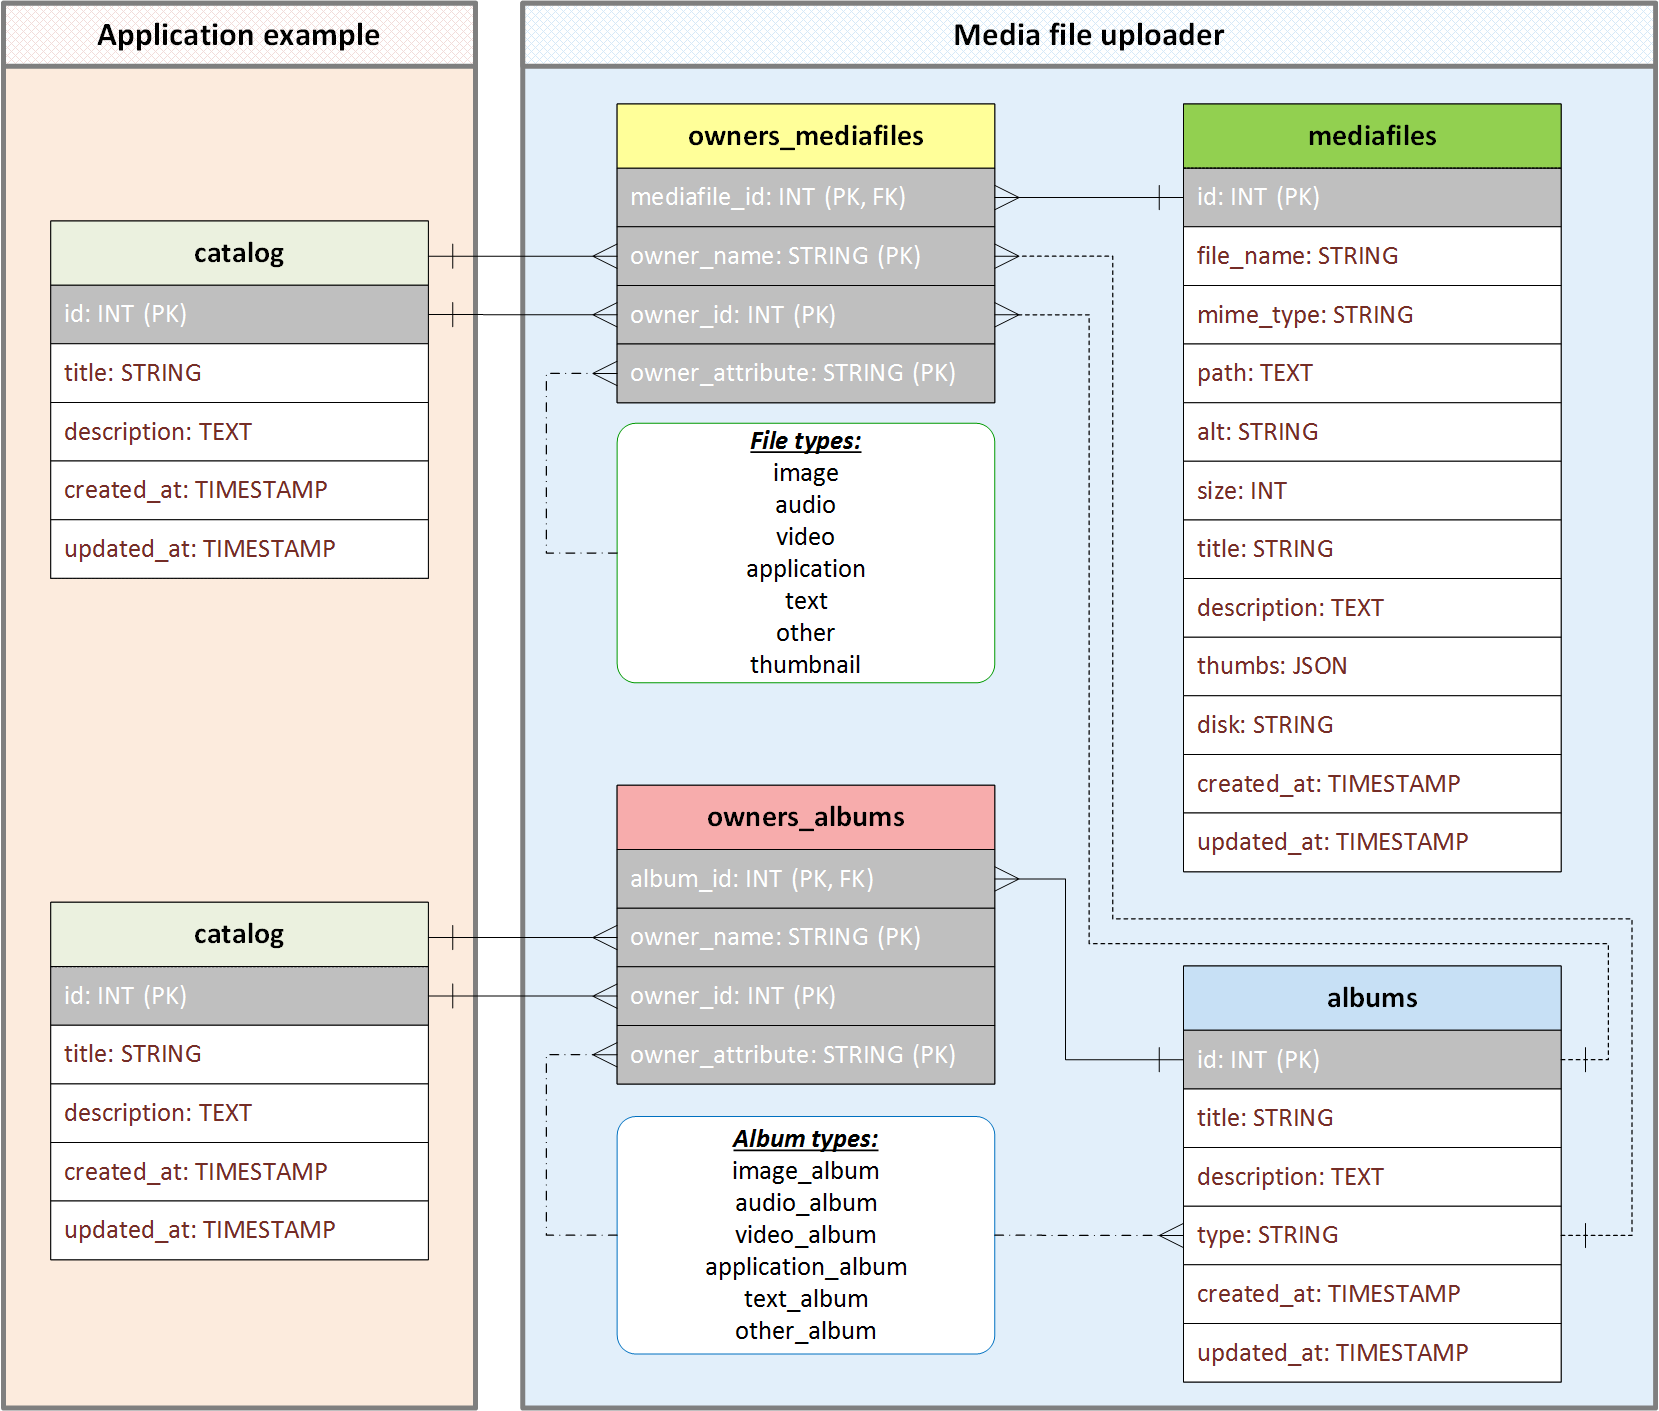 Application example
catalog
id: INT (PK)
title: STRING
description: TEXT
created_at: TIMESTAMP
updated_at: TIMESTAMP
catalog
id: INT (PK)
title: STRING
description: TEXT
created_at: TIMESTAMP
updated_at: TIMESTAMP
Media file uploader
owners_mediafiles
mediafile_id: INT (PK, FK)
owner_name: STRING (PK)
owner_id: INT (PK)
owner_attribute: STRING (PK)
File types:
image
audio
video
application
text
other
thumbnail
owners_albums
album_id: INT (PK, FK)
owner_name: STRING (PK)
owner_id: INT (PK)
owner_attribute: STRING (PK)
Album types:
image_album
audio_album
video_album
application_album
text_album
other_album
mediafiles
id: INT (PK)
file_name: STRING
mime_type: STRING
path: TEXT
alt: STRING
size: INT
title: STRING
description: TEXT
thumbs: JSON
disk: STRING
created_at: TIMESTAMP
updated_at: TIMESTAMP
albums
id: INT (PK)
title: STRING
description: TEXT
type: STRING
created_at: TIMESTAMP
updated_at: TIMESTAMP